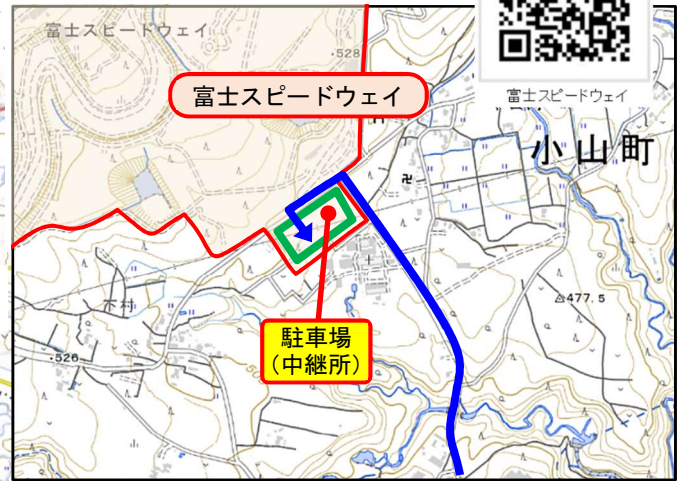 富士スピードウェイ
・528
富士スピードウェイ
富士スピードウェイ
小山町
477.5
下村
・526
駐車場
（中継所）